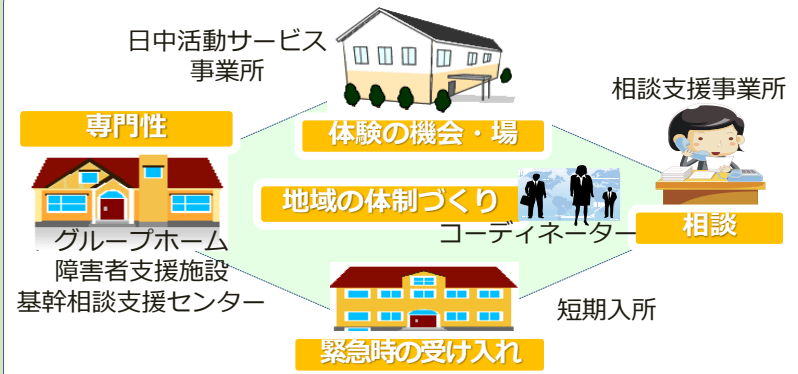 日中活動サービス
事業所
相談支援事業所
専門性
体験の機会・場
地域の体制づくり
コーディネーター
相談
グループホーム
障害者支援施設
基幹相談支援センター
短期入所
緊急時の受け入れ